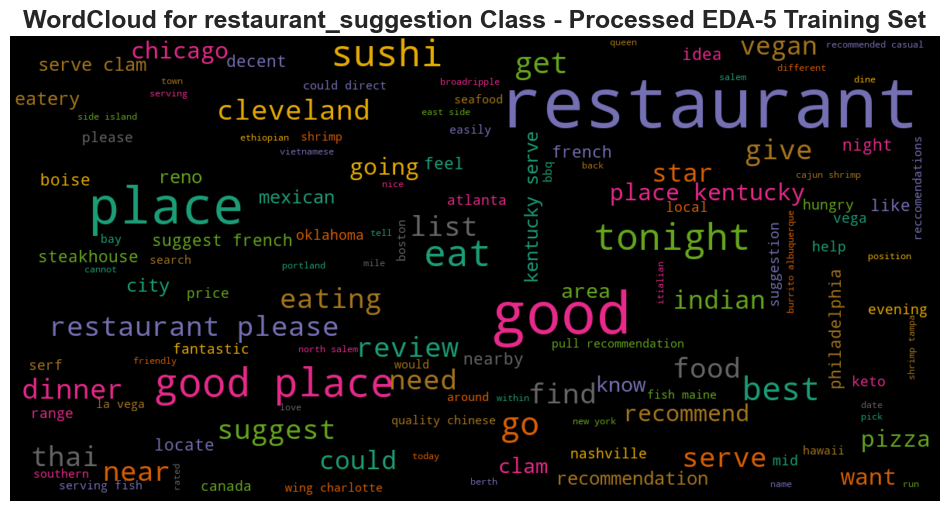 WordCloud for restaurant_suggestion Class - Processed EDA-5 Training Set
chicago
sushi
queen
idea
vegan
recommended casual
serve clam
decent
get
different
town
could direct
broadripple
salem
dine
eatery
serving
cleveland
seafood
restaurant
side island
east side
please
ethiopian
shrimp
easily
vietnamese
going
feel
kentucky serve
bbq
french
back
give
night
star
cajun shrimp
reccomendations
boise
reno
nice
mexican
atlanta
place kentucky
local
hungry
vega
like
place
list
bay
suggest french
oklahoma
tell
boston
eat
tonight
suggestion
burrito albuquerque
help
steakhouse
search
cannot
portland
mile
itialian
position
city
price
eating
good
area
indian
philadelphia
evening
restaurant please
fantastic
north salem
review
nearby
pull recommendation
shrimp tampa
serf
friendly
would
need
food
dinner
good place
find
know
best
keto
la vega
love
around
within
fish maine
range
suggest
quality chinese
go
new york
recommend
date
pick
pizza
thai
locate
could
today
clam
nashville
serve
mid
hawaii
near
southern
rated
want
serving fish
canada
wing charlotte
berth
recommendation
name
run